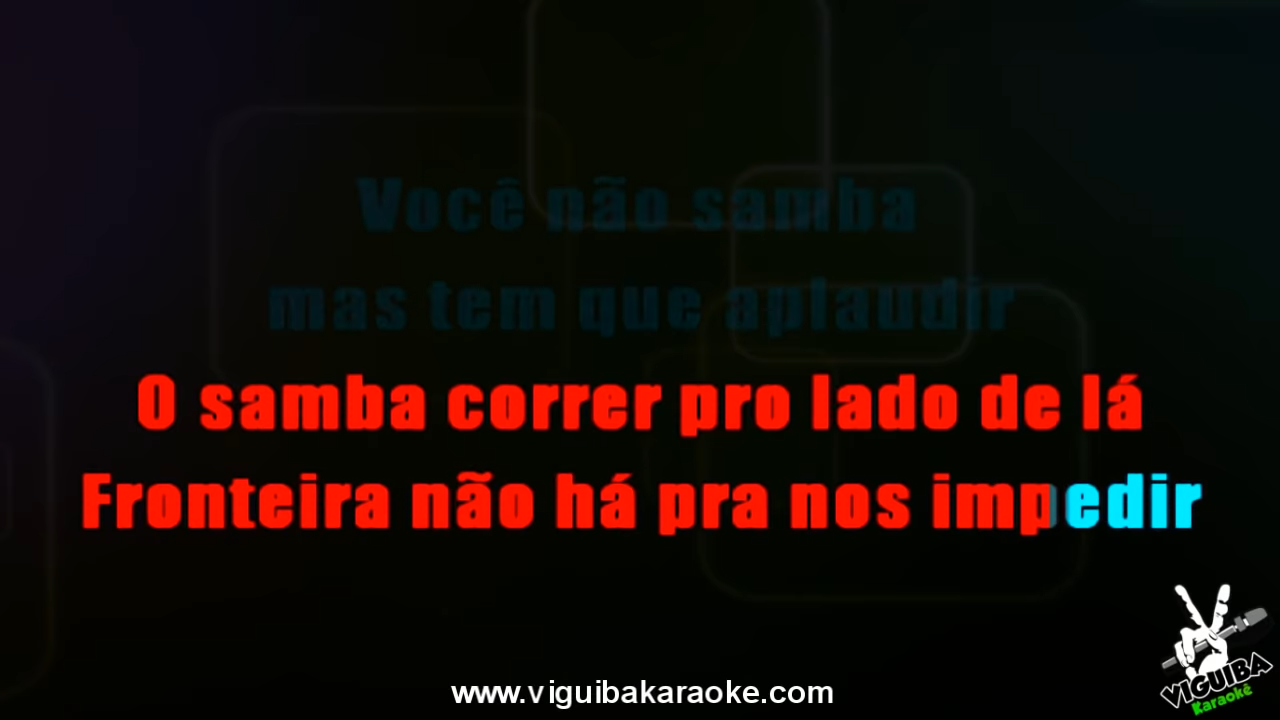 Você não samba
mas tem que aplaudir
O samba correr pro lado de lá
Fronteira não há pra nos impedir
www.viguibakaraoke.com
VIGUIBA
Karaokê